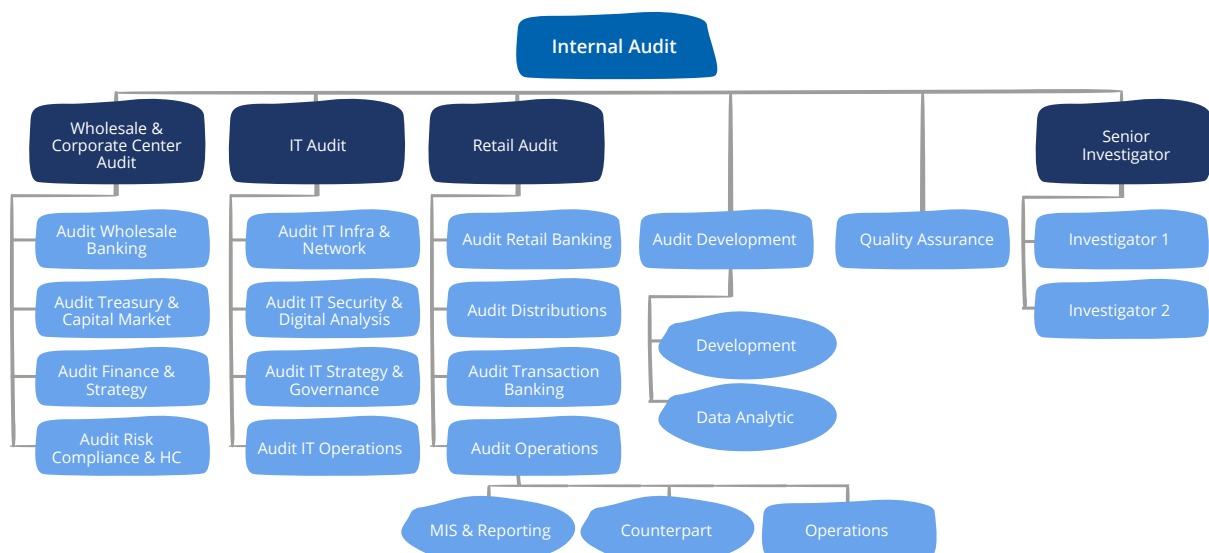 Internal Audit
Wholesale &
Corporate Center
Audit
IT Audit
Retail Audit
Senior
Investigator
Audit Wholesale
Banking
Audit IT Infra &
Network
Audit Retail Banking
Audit Development
Quality Assurance
Investigator 1
Audit Treasury &
Capital Market
Audit IT Security &
Digital Analysis
Audit Distributions
Investigator 2
Development
Audit Finance &
Strategy
Audit IT Strategy &
Governance
Audit Transaction
Banking
Data Analytic
Audit Risk
Compliance & HC
Audit IT Operations
Audit Operations
MIS & Reporting
Counterpart
Operations